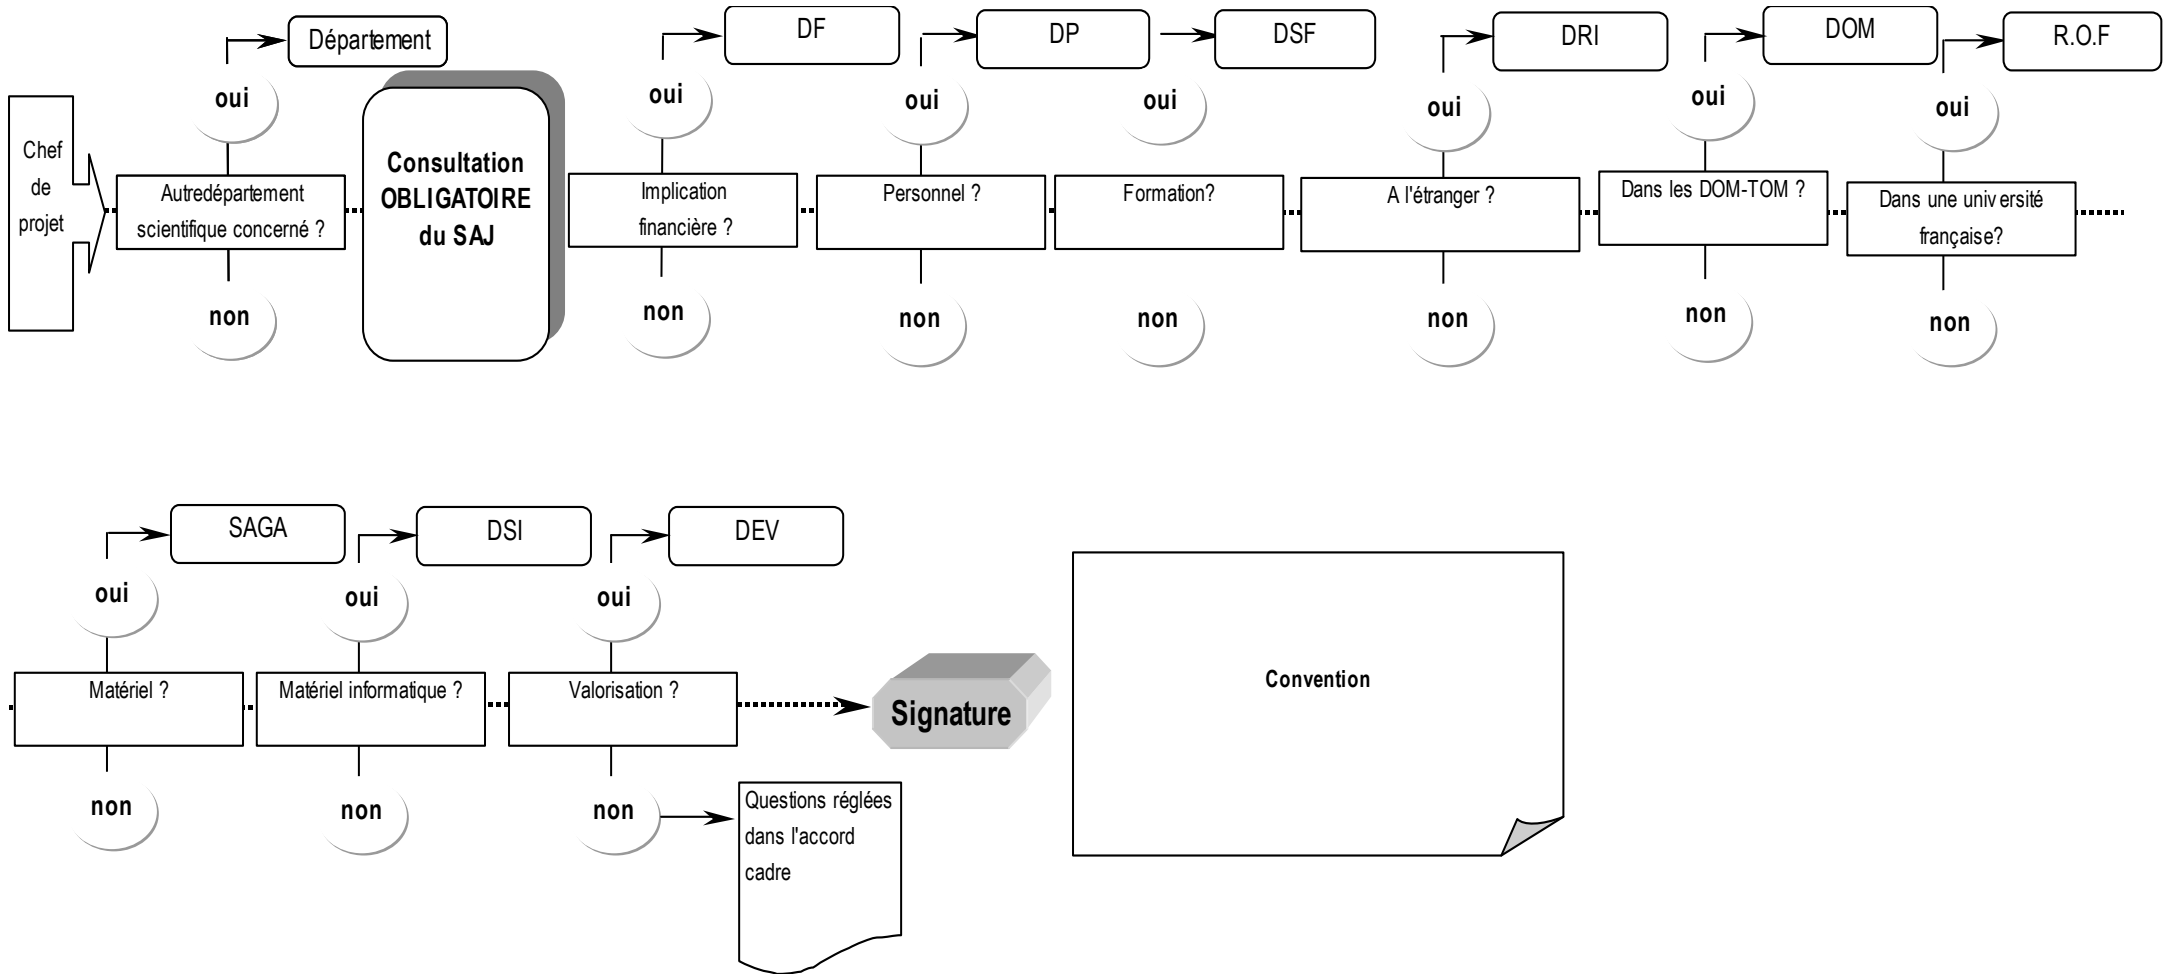 Département
DF
DP
DSF
DRI
DOM
R.O.F
oui
oui
oui
oui
oui
oui
oui
Chef
de
projet
Autredépartement
scientifique concerné ?
Consultation
OBLIGATOIRE
du SAJ
Implication
financière ?
Personnel ?
Formation?
A l'étranger ?
Dans les DOM-TOM ?
Dans une université
française?
non
non
non
non
non
non
non
SAGA
DSI
DEV
oui
oui
oui
Matériel ?
Matériel informatique ?
Valorisation ?
Signature
Convention
non
non
non
Questions réglées
dans l'accord
cadre